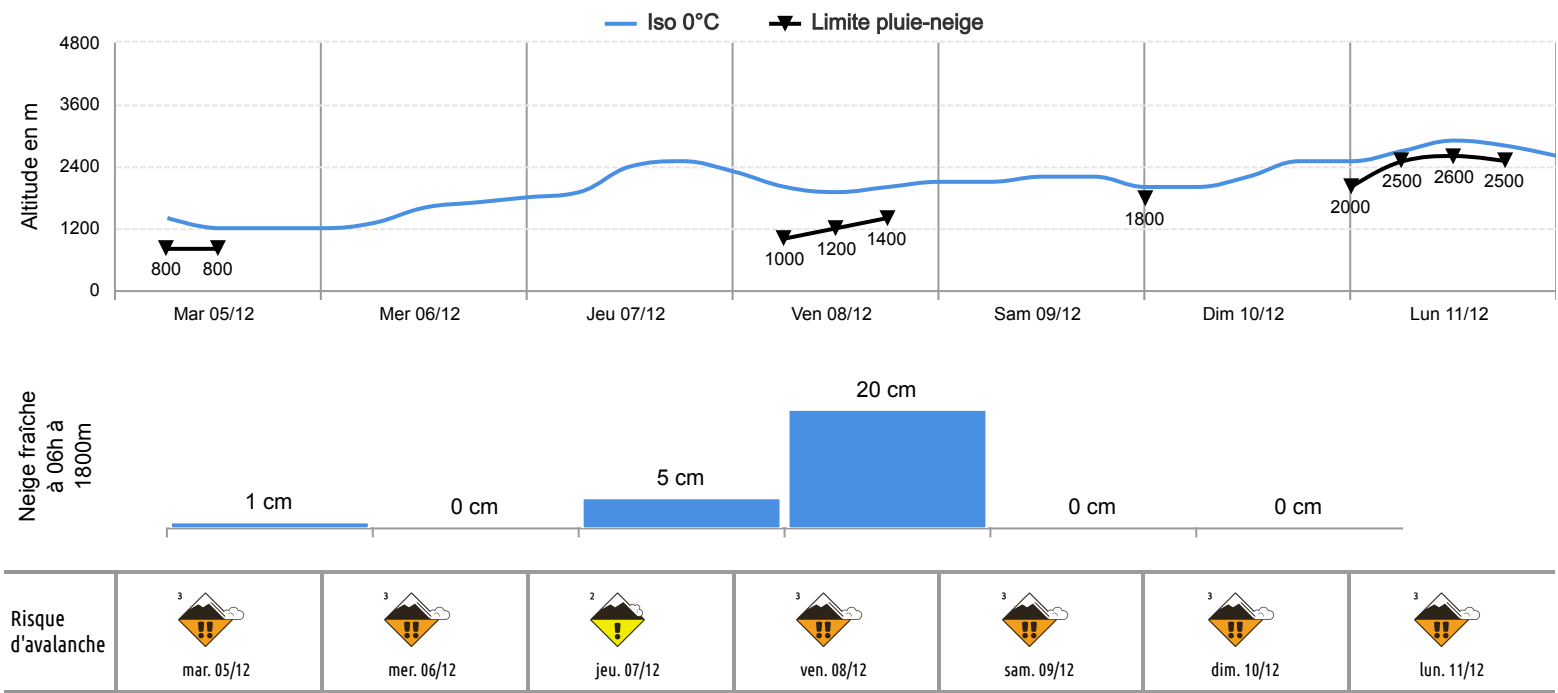 Iso 0°C Limite pluie-neige
4800
3600
2400
1200
0
Altitude en m
800 800 1000 1200 1400 1800 2000 2500 2600 2500
Mar 05/12 Mer 06/12 Jeu 07/12 Ven 08/12 Sam 09/12 Dim 10/12 Lun 11/12
Neige fraîche
à 06h à
1800m
1 cm 0 cm 5 cm 20 cm 0 cm 0 cm
Risque
d'avalanche
3 3 2 3 3 3 3
!! !! ! !! !! !! !!
mar. 05/12 mer. 06/12 jeu. 07/12 ven. 08/12 sam. 09/12 dim. 10/12 lun. 11/12